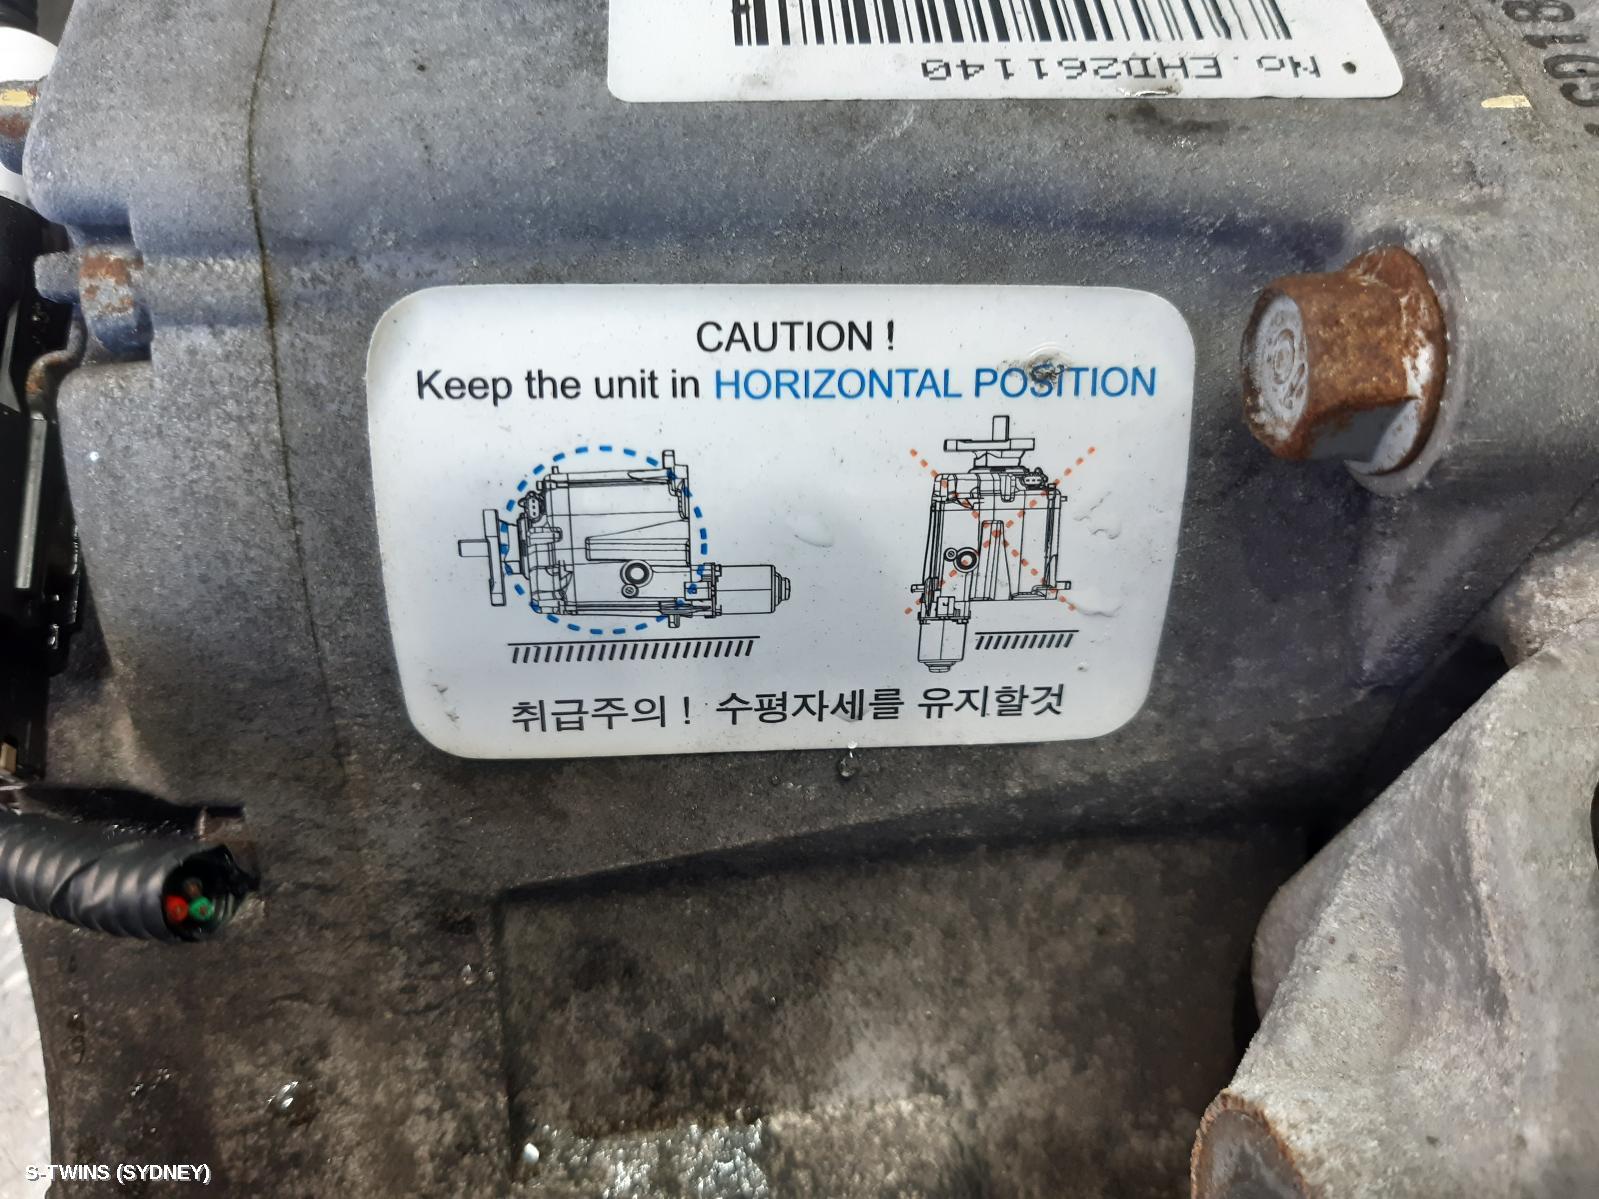 No.EHD261140
CAUTION !
Keep the unit in HORIZONTAL POSITION
취급주의 ! 수평자세를 유지할것
S-TWINS (SYDNEY)